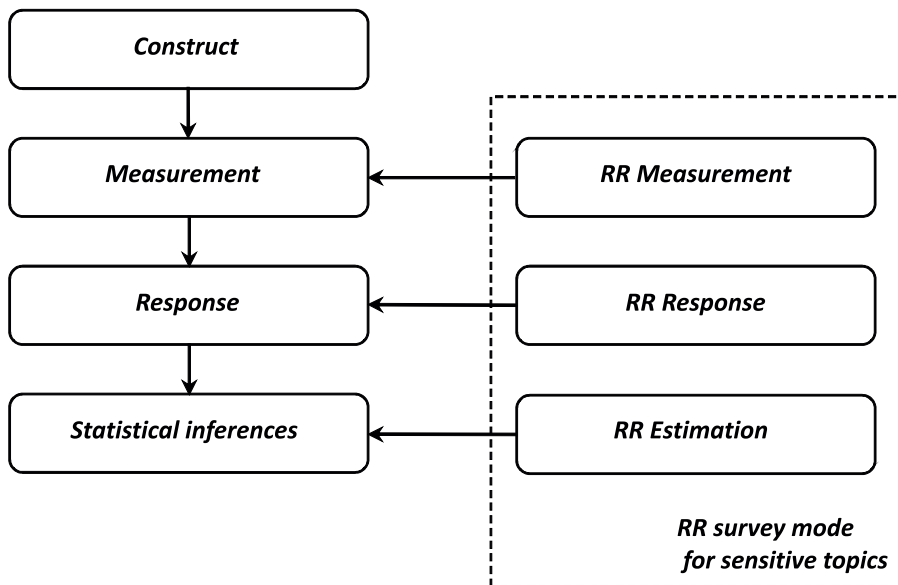 Construct
Measurement
RR Measurement
Response
RR Response
Statistical inferences
RR Estimation
RR survey mode
for sensitive topics